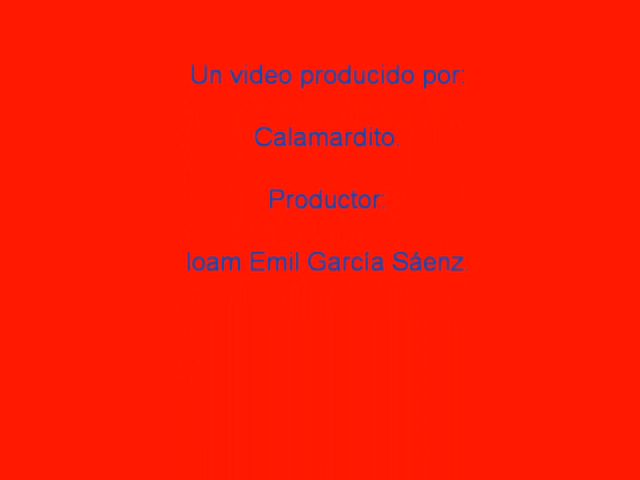 Un video producido por:
Calamardito
Productor:
Ioam Emil García Sáenz